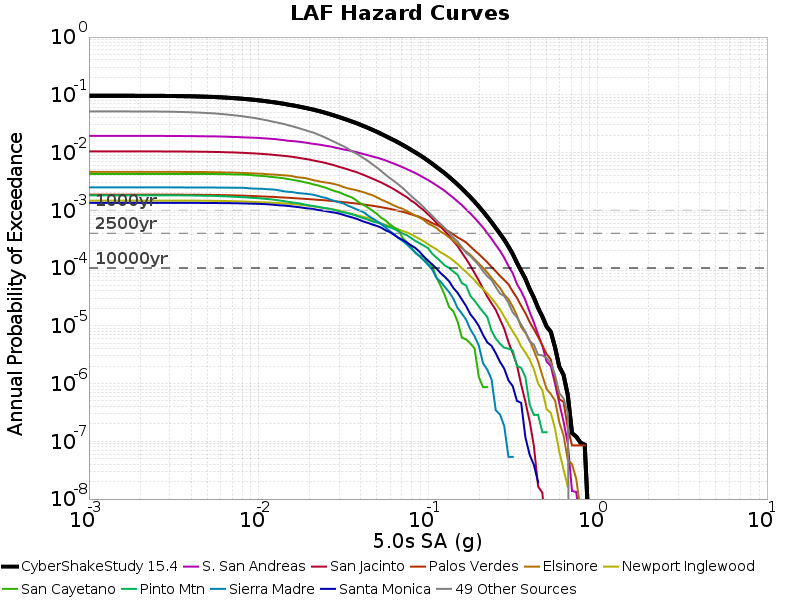 LAF Hazard Curves
Annual Probability of Exceedance
10^0
10^-1
10^-2
10^-3
10^-4
10^-5
10^-6
10^-7
10^-8
1000yr
2500yr
10000yr
10^-3 10^-2 10^-1 10^0 10^1
5.0s SA (g)
CyberShakeStudy 15.4 S. San Andreas San Jacinto Palos Verdes Elsinore Newport Inglewood
San Cayetano Pinto Mtn Sierra Madre Santa Monica 49 Other Sources